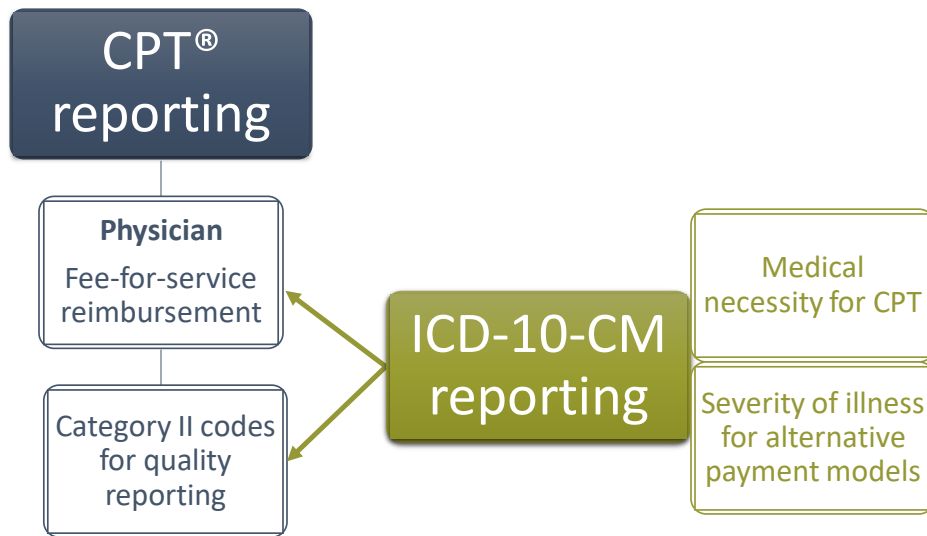 CPT®
reporting
Physician
Fee-for-service
reimbursement
Category II codes
for quality
reporting
ICD-10-CM
reporting
Medical
necessity for CPT
Severity of illness
for alternative
payment models